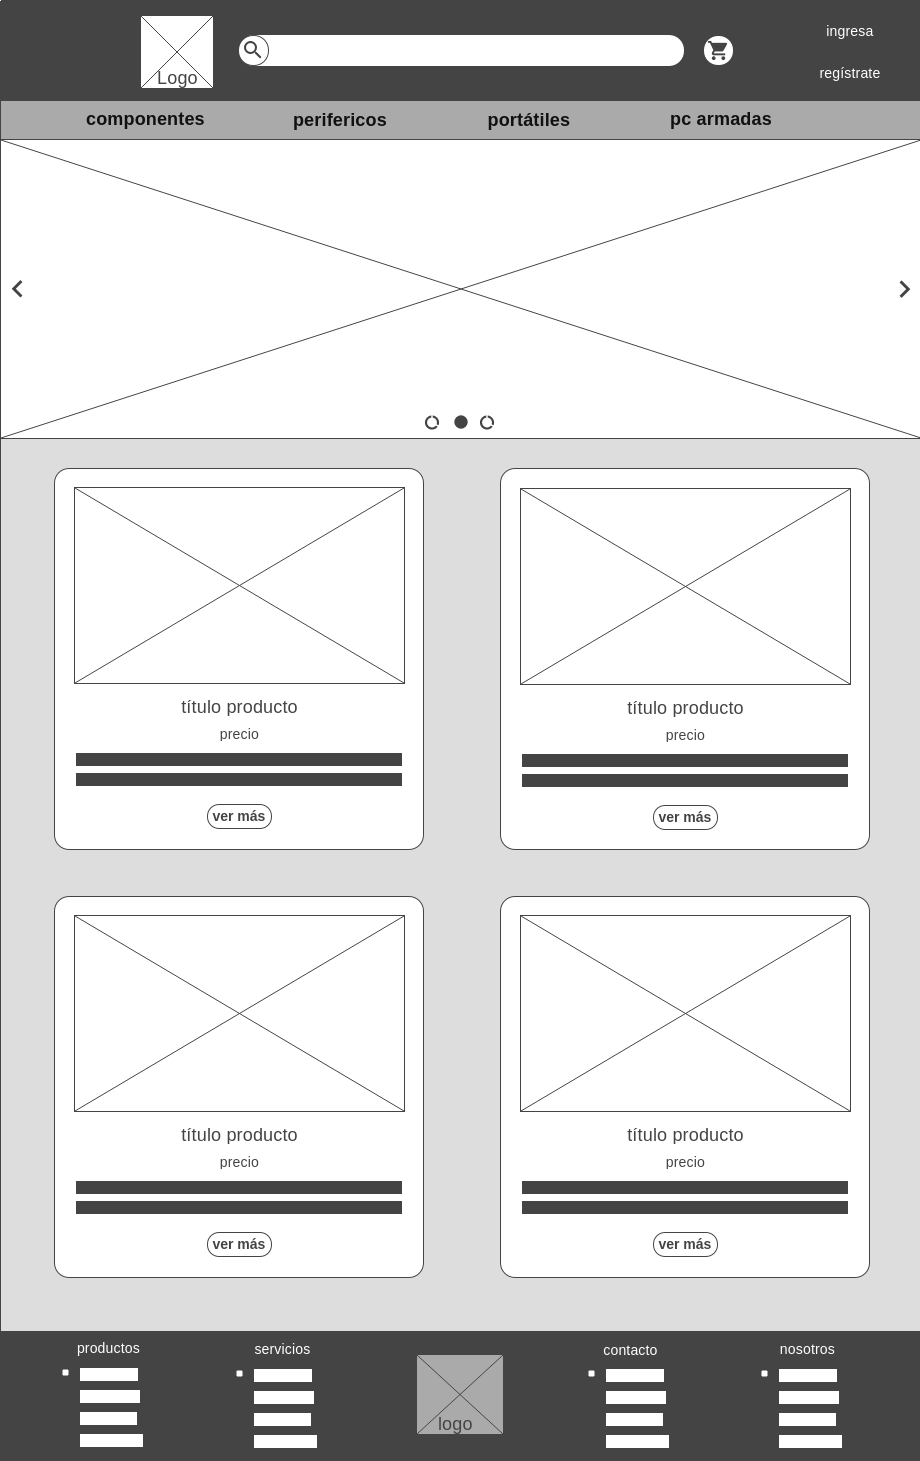 Logo
ingresa
regístrate
componentes
perifericos
portátiles
pc armadas
título producto
precio
ver más
título producto
precio
ver más
título producto
precio
ver más
título producto
precio
ver más
productos
servicios
logo
contacto
nosotros